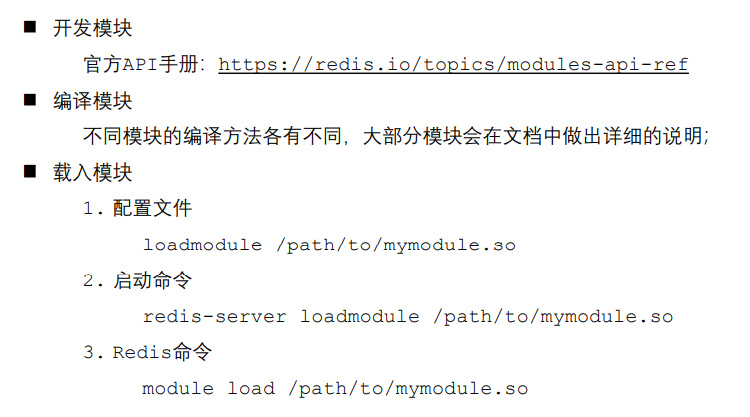 ■ 开发模块
官方API手册：https://redis.io/topics/modules-api-ref
■ 编译模块
不同模块的编译方法各有不同，大部分模块会在文档中做出详细的说明；
■ 载入模块
1. 配置文件
loadmodule /path/to/mymodule.so
2. 启动命令
redis-server loadmodule /path/to/mymodule.so
3. Redis命令
module load /path/to/mymodule.so